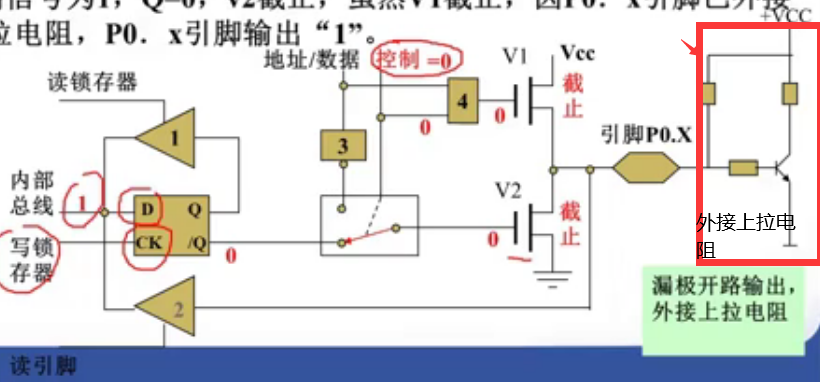 信号为1，Q=0，V2截止，虽然V1截止，因P0.x引脚已外接
拉电阻，P0.x引脚输出“1”。
+VCC
地址/数据
控制 =0
V1
Vcc
截
止
读锁存器
4
0
0
1
3
引脚P0.X
内部
总线
1
D
Q
V2
截
止
写锁
存器
CK
/Q
0
0
外接上拉电
阻
2
漏极开路输出，
外接上拉电阻
读引脚